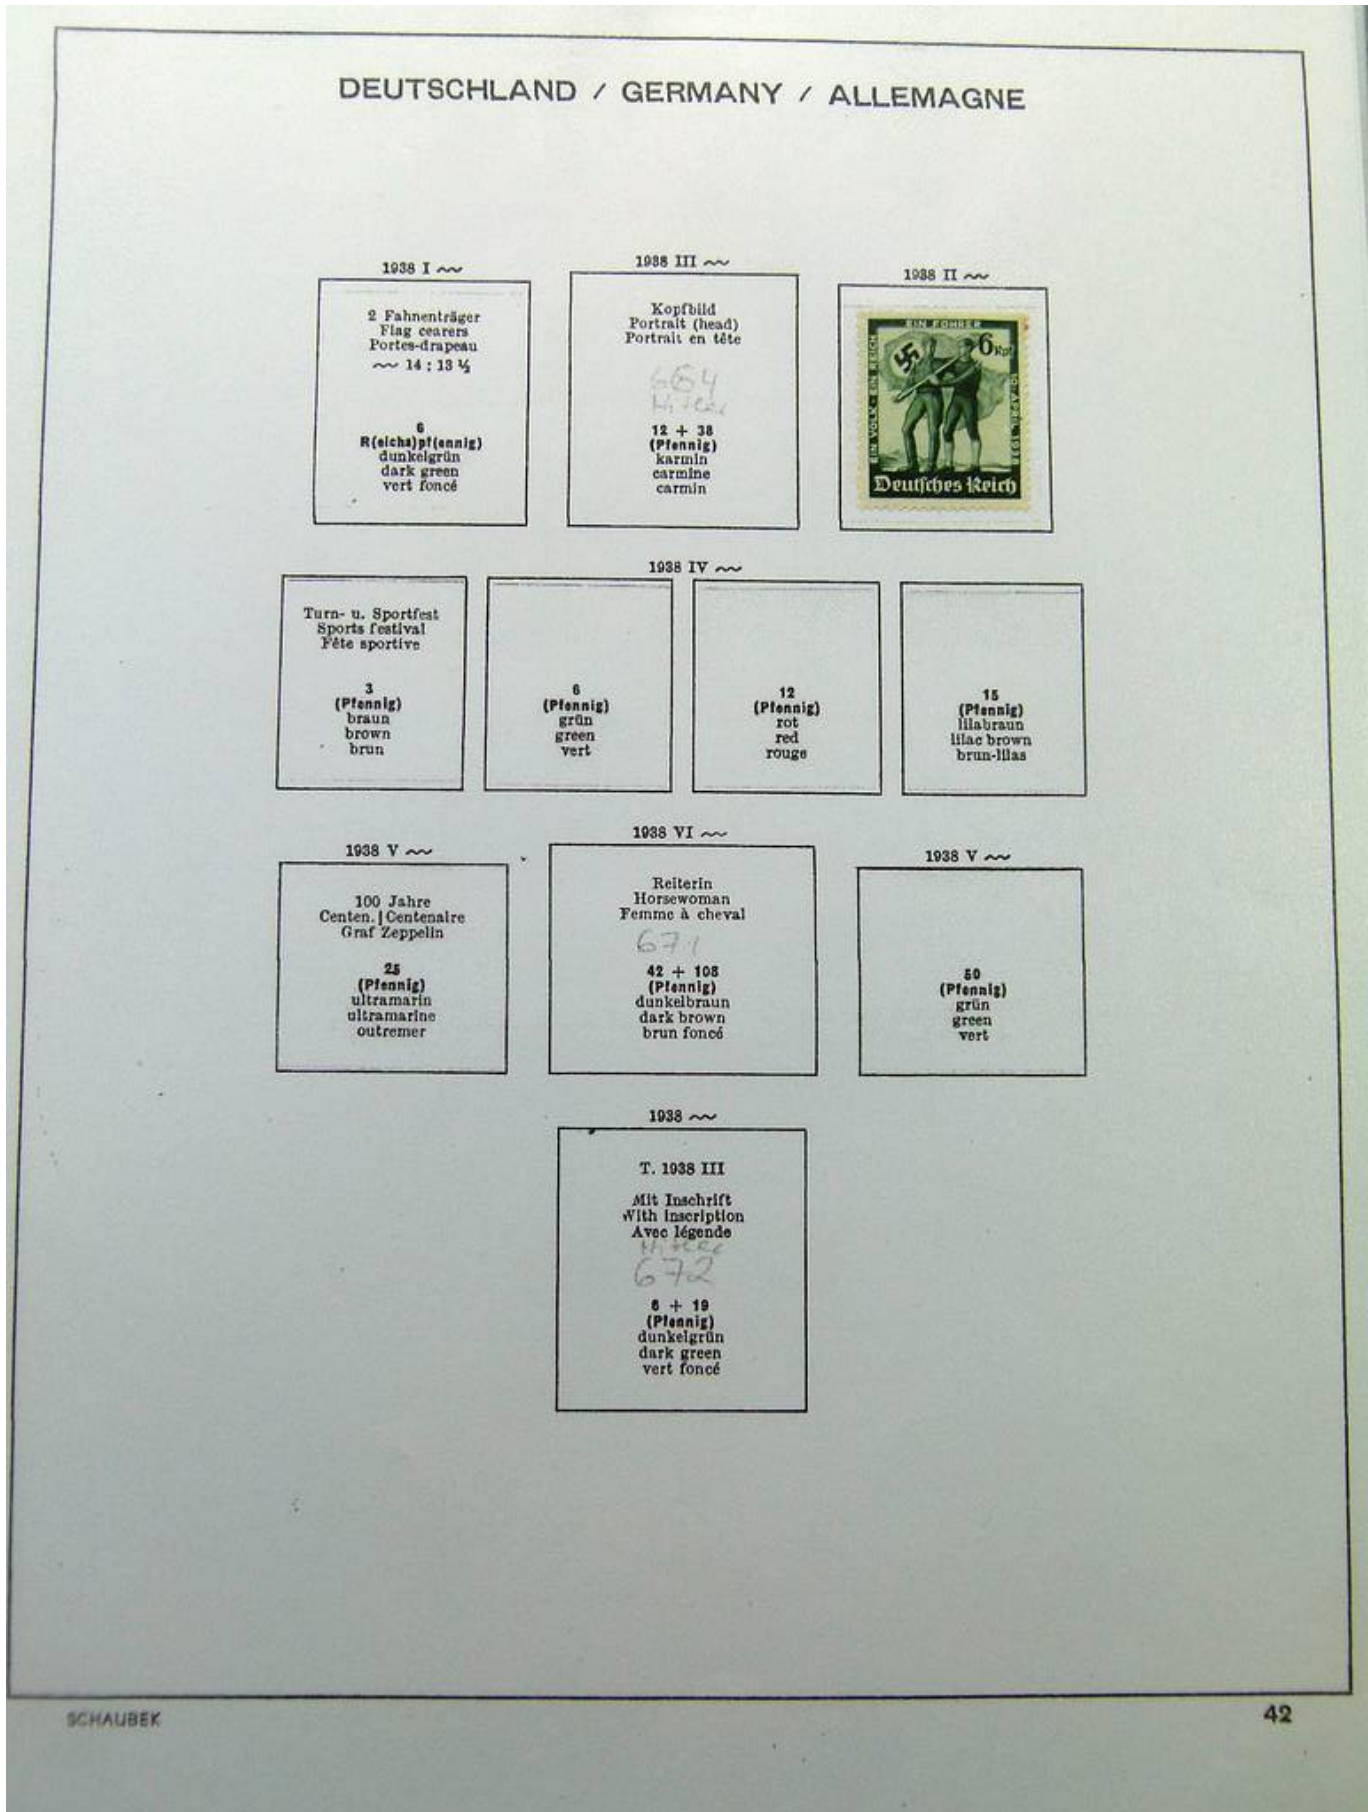 DEUTSCHLAND / GERMANY / ALLEMAGNE
1938 I
2 Fahnenträger
Flag cearers
Portes-drapeau
14 : 13 ½
6
R(eichs)pf(ennig)
dunkelgrün
dark green
vert foncé
1938 III
Kopfbild
Portrait (head)
Portrait en tête
664
Hitler
12 + 38
(Pfennig)
karmin
carmine
carmin
1938 II
EIN FÜHRER
6 Rpf
EIN VOLK · EIN REICH
10. APRIL 1938
Deutsches Reich
1938 IV
Turn- u. Sportfest
Sports festival
Fête sportive
3
(Pfennig)
braun
brown
brun
6
(Pfennig)
grün
green
vert
12
(Pfennig)
rot
red
rouge
15
(Pfennig)
lilabraun
lilac brown
brun-lilas
1938 V
100 Jahre
Centen. | Centenaire
Graf Zeppelin
25
(Pfennig)
ultramarin
ultramarine
outremer
1938 VI
Reiterin
Horsewoman
Femme à cheval
671
42 + 108
(Pfennig)
dunkelbraun
dark brown
brun foncé
1938 V
50
(Pfennig)
grün
green
vert
1938
T. 1938 III
Mit Inschrift
With inscription
Avec légende
Hitler
672
6 + 19
(Pfennig)
dunkelgrün
dark green
vert foncé
SCHAUBEK
42